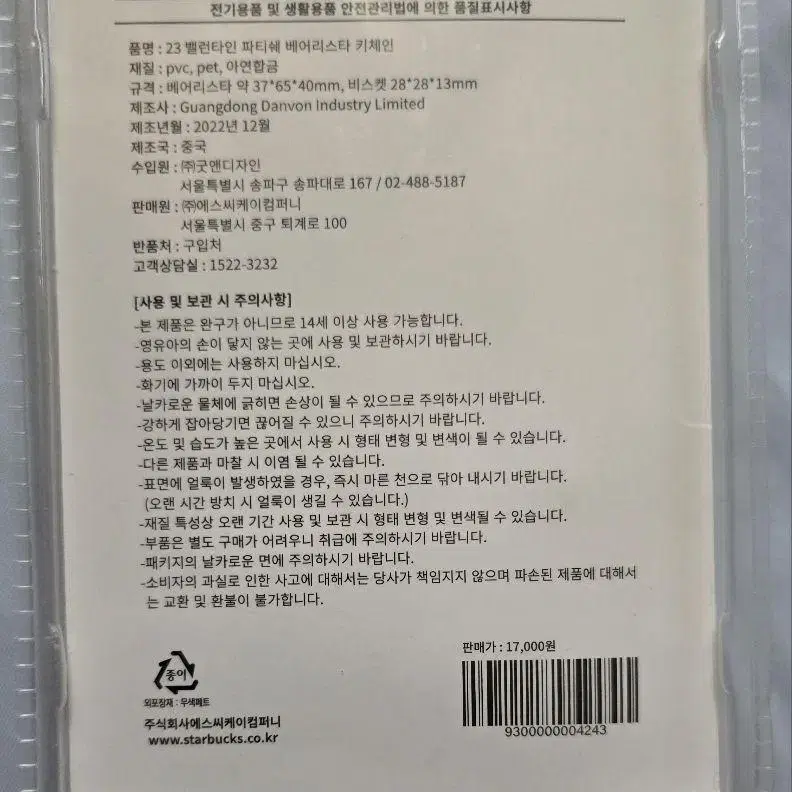 전기용품 및 생활용품 안전관리법에 의한 품질표시사항
품명 : 23 밸런타인 파티쉐 베어리스타 키체인
재질 : pvc, pet, 아연합금
규격 : 베어리스타 약 37*65*40mm, 비스켓 28*28*13mm
제조사 : Guangdong Danvon Industry Limited
제조년월 : 2022년 12월
제조국 : 중국
수입원 : ㈜굿앤디자인
서울특별시 송파구 송파대로 167 / 02-488-5187
판매원 : ㈜에스씨케이컴퍼니
서울특별시 중구 퇴계로 100
반품처 : 구입처
고객상담실 : 1522-3232
[사용 및 보관 시 주의사항]
-본 제품은 완구가 아니므로 14세 이상 사용 가능합니다.
-영유아의 손이 닿지 않는 곳에 사용 및 보관하시기 바랍니다.
-용도 이외에는 사용하지 마십시오.
-화기에 가까이 두지 마십시오.
-날카로운 물체에 긁히면 손상이 될 수 있으므로 주의하시기 바랍니다.
-강하게 잡아당기면 끊어질 수 있으니 주의하시기 바랍니다.
-온도 및 습도가 높은 곳에서 사용 시 형태 변형 및 변색이 될 수 있습니다.
-다른 제품과 마찰 시 이염 될 수 있습니다.
-표면에 얼룩이 발생하였을 경우, 즉시 마른 천으로 닦아 내시기 바랍니다.
(오랜 시간 방치 시 얼룩이 생길 수 있습니다.)
-재질 특성상 오랜 기간 사용 및 보관 시 형태 변형 및 변색될 수 있습니다.
-부품은 별도 구매가 어려우니 취급에 주의하시기 바랍니다.
-패키지의 날카로운 면에 주의하시기 바랍니다.
-소비자의 과실로 인한 사고에 대해서는 당사가 책임지지 않으며 파손된 제품에 대해서
는 교환 및 환불이 불가합니다.
판매가 : 17,000원
종이
외포장재 : 무색페트
주식회사에스씨케이컴퍼니
www.starbucks.co.kr
9300000004243